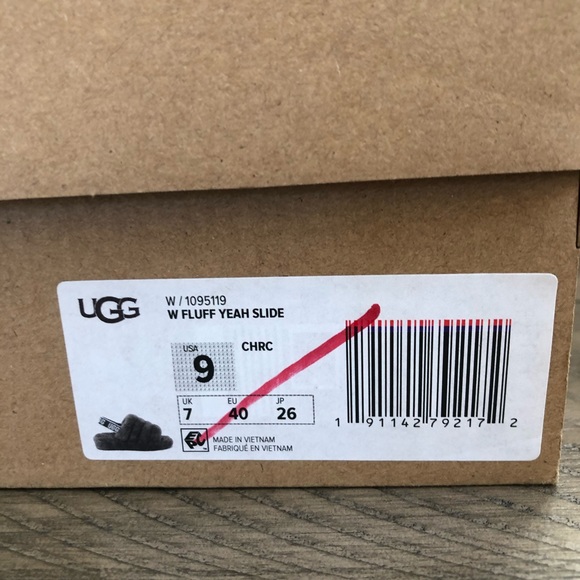 UGG
W / 1095119
W FLUFF YEAH SLIDE
USA
9
CHRC
UK EU JP
7 40 26
MADE IN VIETNAM
FABRIQUÉ EN VIETNAM
1 91142 79217 2